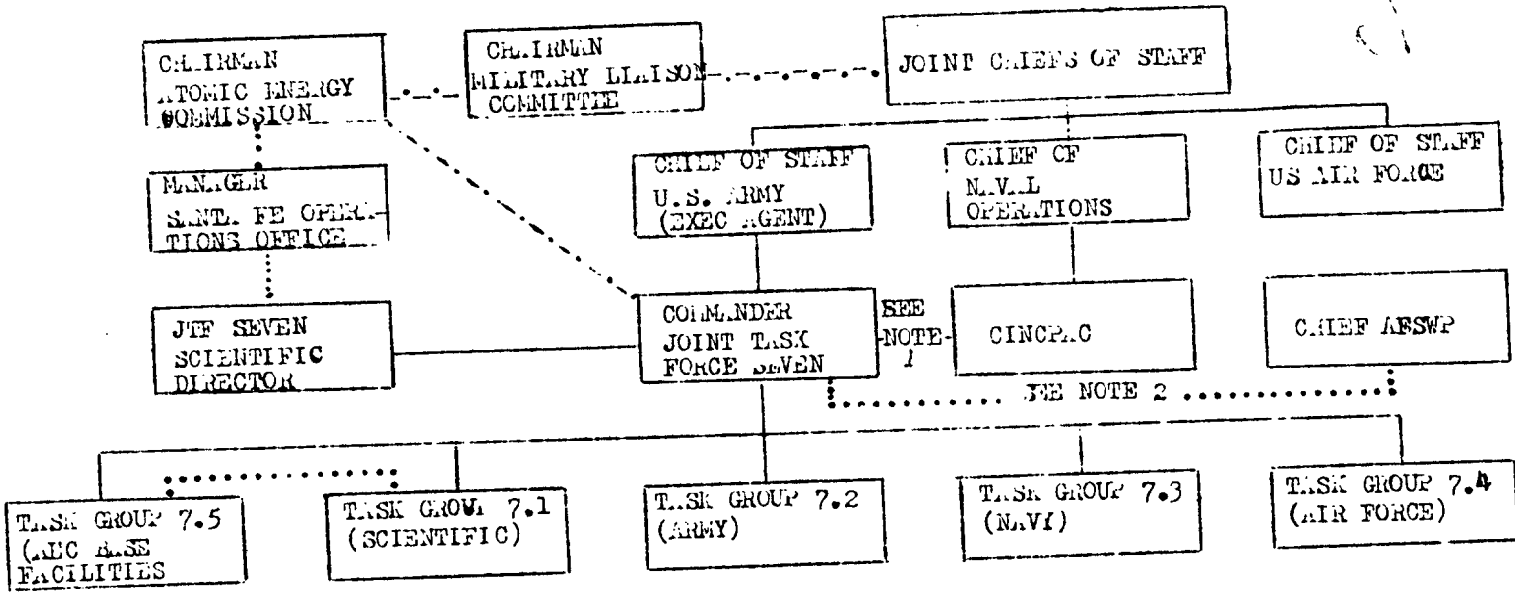 CHAIRMAN
ATOMIC ENERGY
COMMISSION
CHAIRMAN
MILITARY LIAISON
COMMITTEE
JOINT CHIEFS OF STAFF
MANAGER
SANTA FE OPERA-
TIONS OFFICE
CHIEF OF STAFF
U.S. ARMY
(EXEC AGENT)
CHIEF OF
NAVAL
OPERATIONS
CHIEF OF STAFF
US AIR FORCE
JTF SEVEN
SCIENTIFIC
DIRECTOR
COMMANDER
JOINT TASK
FORCE SEVEN
SEE
NOTE
1
CINCPAC
CHIEF AFSWP
SEE NOTE 2
TASK GROUP 7.5
(AEC BASE
FACILITIES
TASK GROUP 7.1
(SCIENTIFIC)
TASK GROUP 7.2
(ARMY)
TASK GROUP 7.3
(NAVY)
TASK GROUP 7.4
(AIR FORCE)